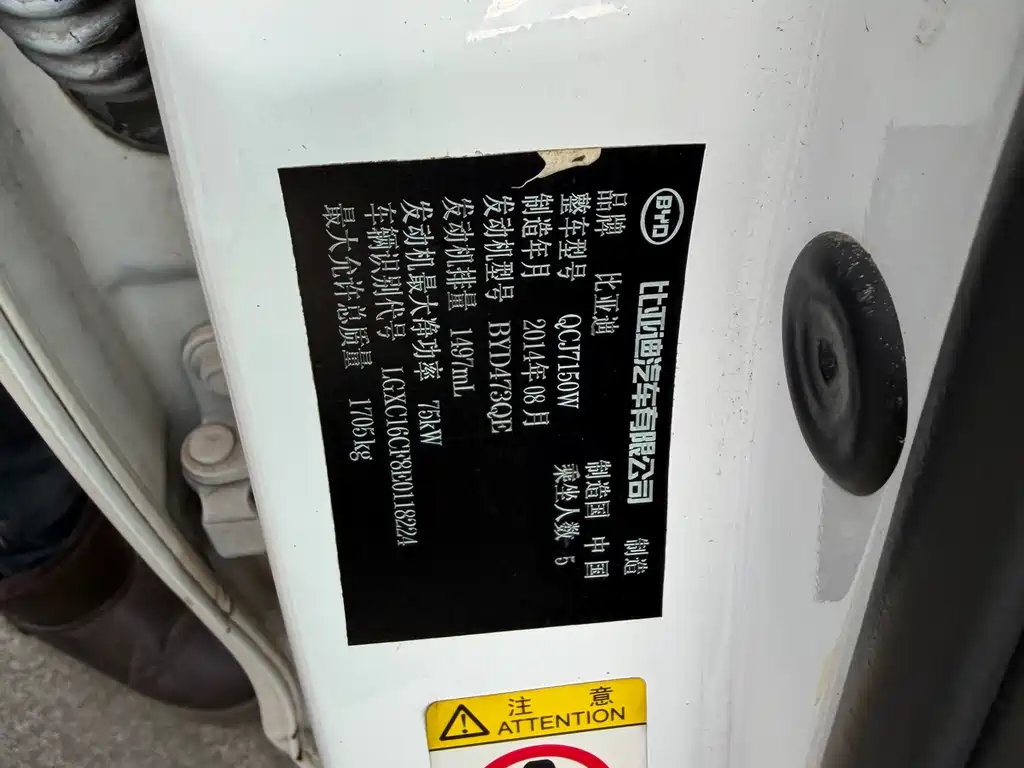 BYD 比亚迪汽车有限公司 制造
品牌 比亚迪 制造国 中国
整车型号 QCJ7150W 乘坐人数 5
制造年月 2014年08月
发动机型号 BYD473QE
发动机排量 1497mL
发动机最大净功率 75kW
车辆识别代号 LGXC16CF8E0118224
最大允许总质量 1705kg
注意
ATTENTION